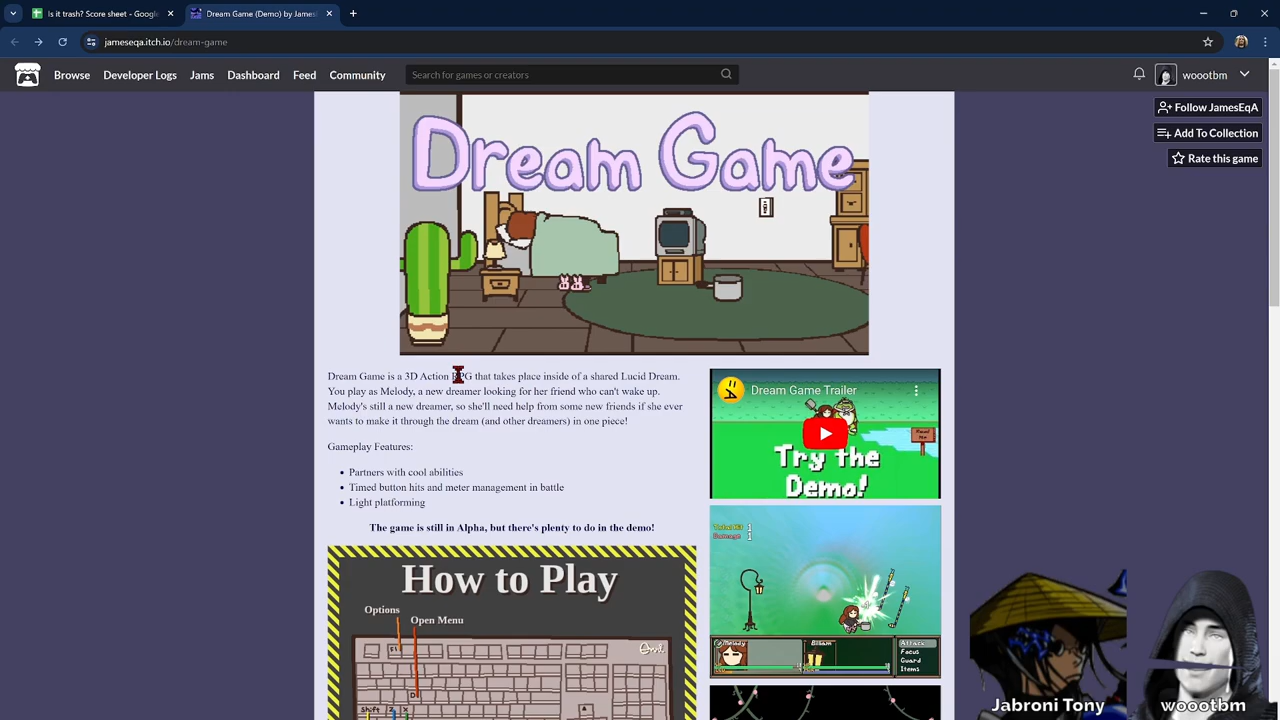 Is it trash? Score sheet - Google
Dream Game (Demo) by James
jameseqa.itch.io/dream-game
Browse
Developer Logs
Jams
Dashboard
Feed
Community
Search for games or creators
woootbm
Follow JamesEqA
Add To Collection
Rate this game
Dream Game
Dream Game is a 3D Action RPG that takes place inside of a shared Lucid Dream.
You play as Melody, a new dreamer looking for her friend who can't wake up.
Melody's still a new dreamer, so she'll need help from some new friends if she ever
wants to make it through the dream (and other dreamers) in one piece!
Gameplay Features:
Partners with cool abilities
Timed button hits and meter management in battle
Light platforming
The game is still in Alpha, but there's plenty to do in the demo!
How to Play
Options
Open Menu
F1
D
Shift
Z
X
Dream Game Trailer
Try the
Demo!
1
1
Melody
Attack
Focus
Guard
Items
Jabroni Tony
woootbm